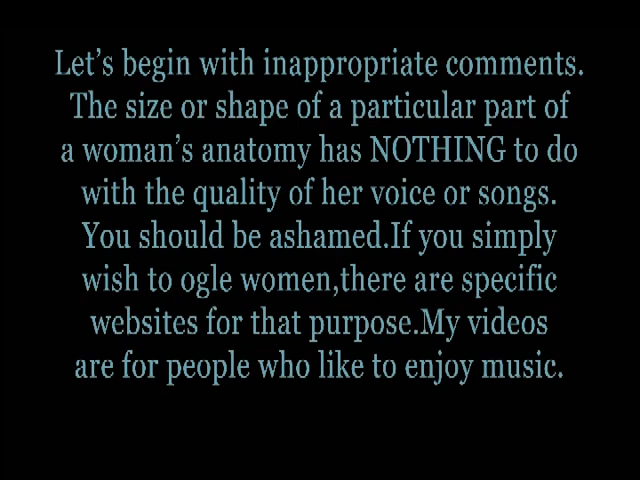 Let's begin with inappropriate comments.
The size or shape of a particular part of
a woman's anatomy has NOTHING to do
with the quality of her voice or songs.
You should be ashamed.If you simply
wish to ogle women,there are specific
websites for that purpose.My videos
are for people who like to enjoy music.